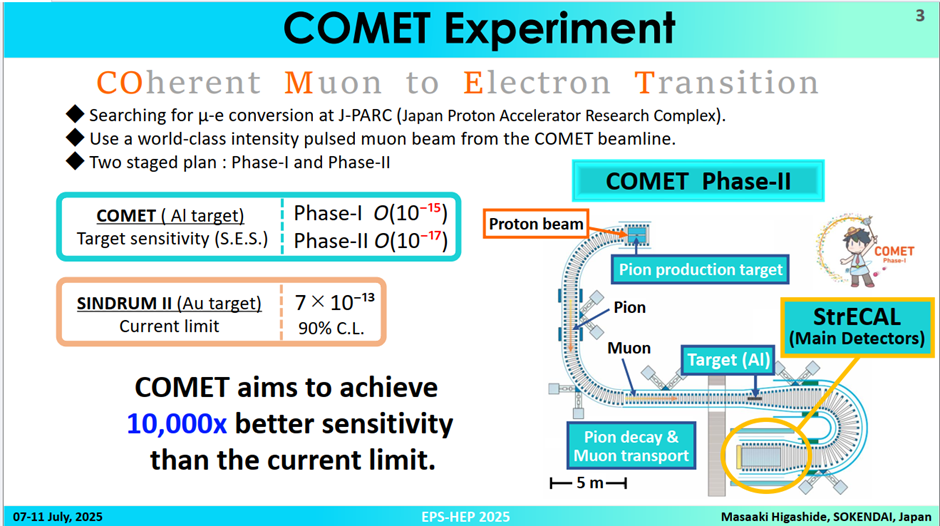 COMET Experiment
3
COherent Muon to Electron Transition
◆ Searching for μ-e conversion at J-PARC (Japan Proton Accelerator Research Complex).
◆ Use a world-class intensity pulsed muon beam from the COMET beamline.
◆ Two staged plan : Phase-I and Phase-II
COMET ( Al target)
Target sensitivity (S.E.S.)
Phase-I O(10⁻¹⁵)
Phase-II O(10⁻¹⁷)
SINDRUM II (Au target)
Current limit
7 × 10⁻¹³
90% C.L.
COMET aims to achieve
10,000x better sensitivity
than the current limit.
COMET Phase-II
Proton beam
Pion production target
COMET
Phase-I
Pion
StrECAL
(Main Detectors)
Muon
Target (Al)
Pion decay &
Muon transport
5 m
07-11 July, 2025
EPS-HEP 2025
Masaaki Higashide, SOKENDAI, Japan